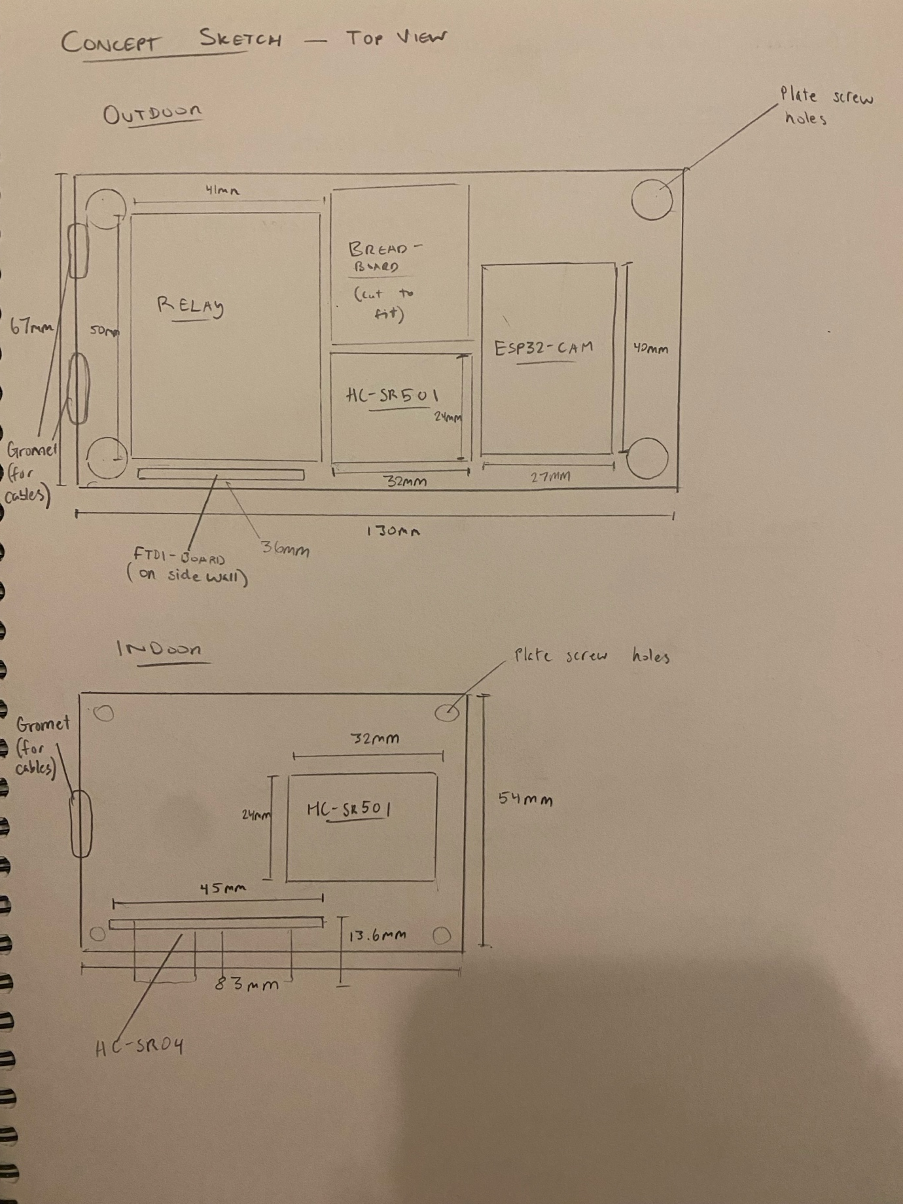 CONCEPT SKETCH — TOP VIEW
OUTDOOR
Plate screw
holes
41mm
BREAD-
BOARD
(cut to
fit)
RELAY
67mm
50mm
ESP32-CAM
40mm
HC-SR501
24mm
Gromet
(for
cables)
32mm
27mm
130mm
36mm
FTDI-BOARD
(on side wall)
INDOOR
Plate screw holes
Gromet
(for
cables)
32mm
24mm
HC-SR501
54mm
45mm
13.6mm
83mm
HC-SR04